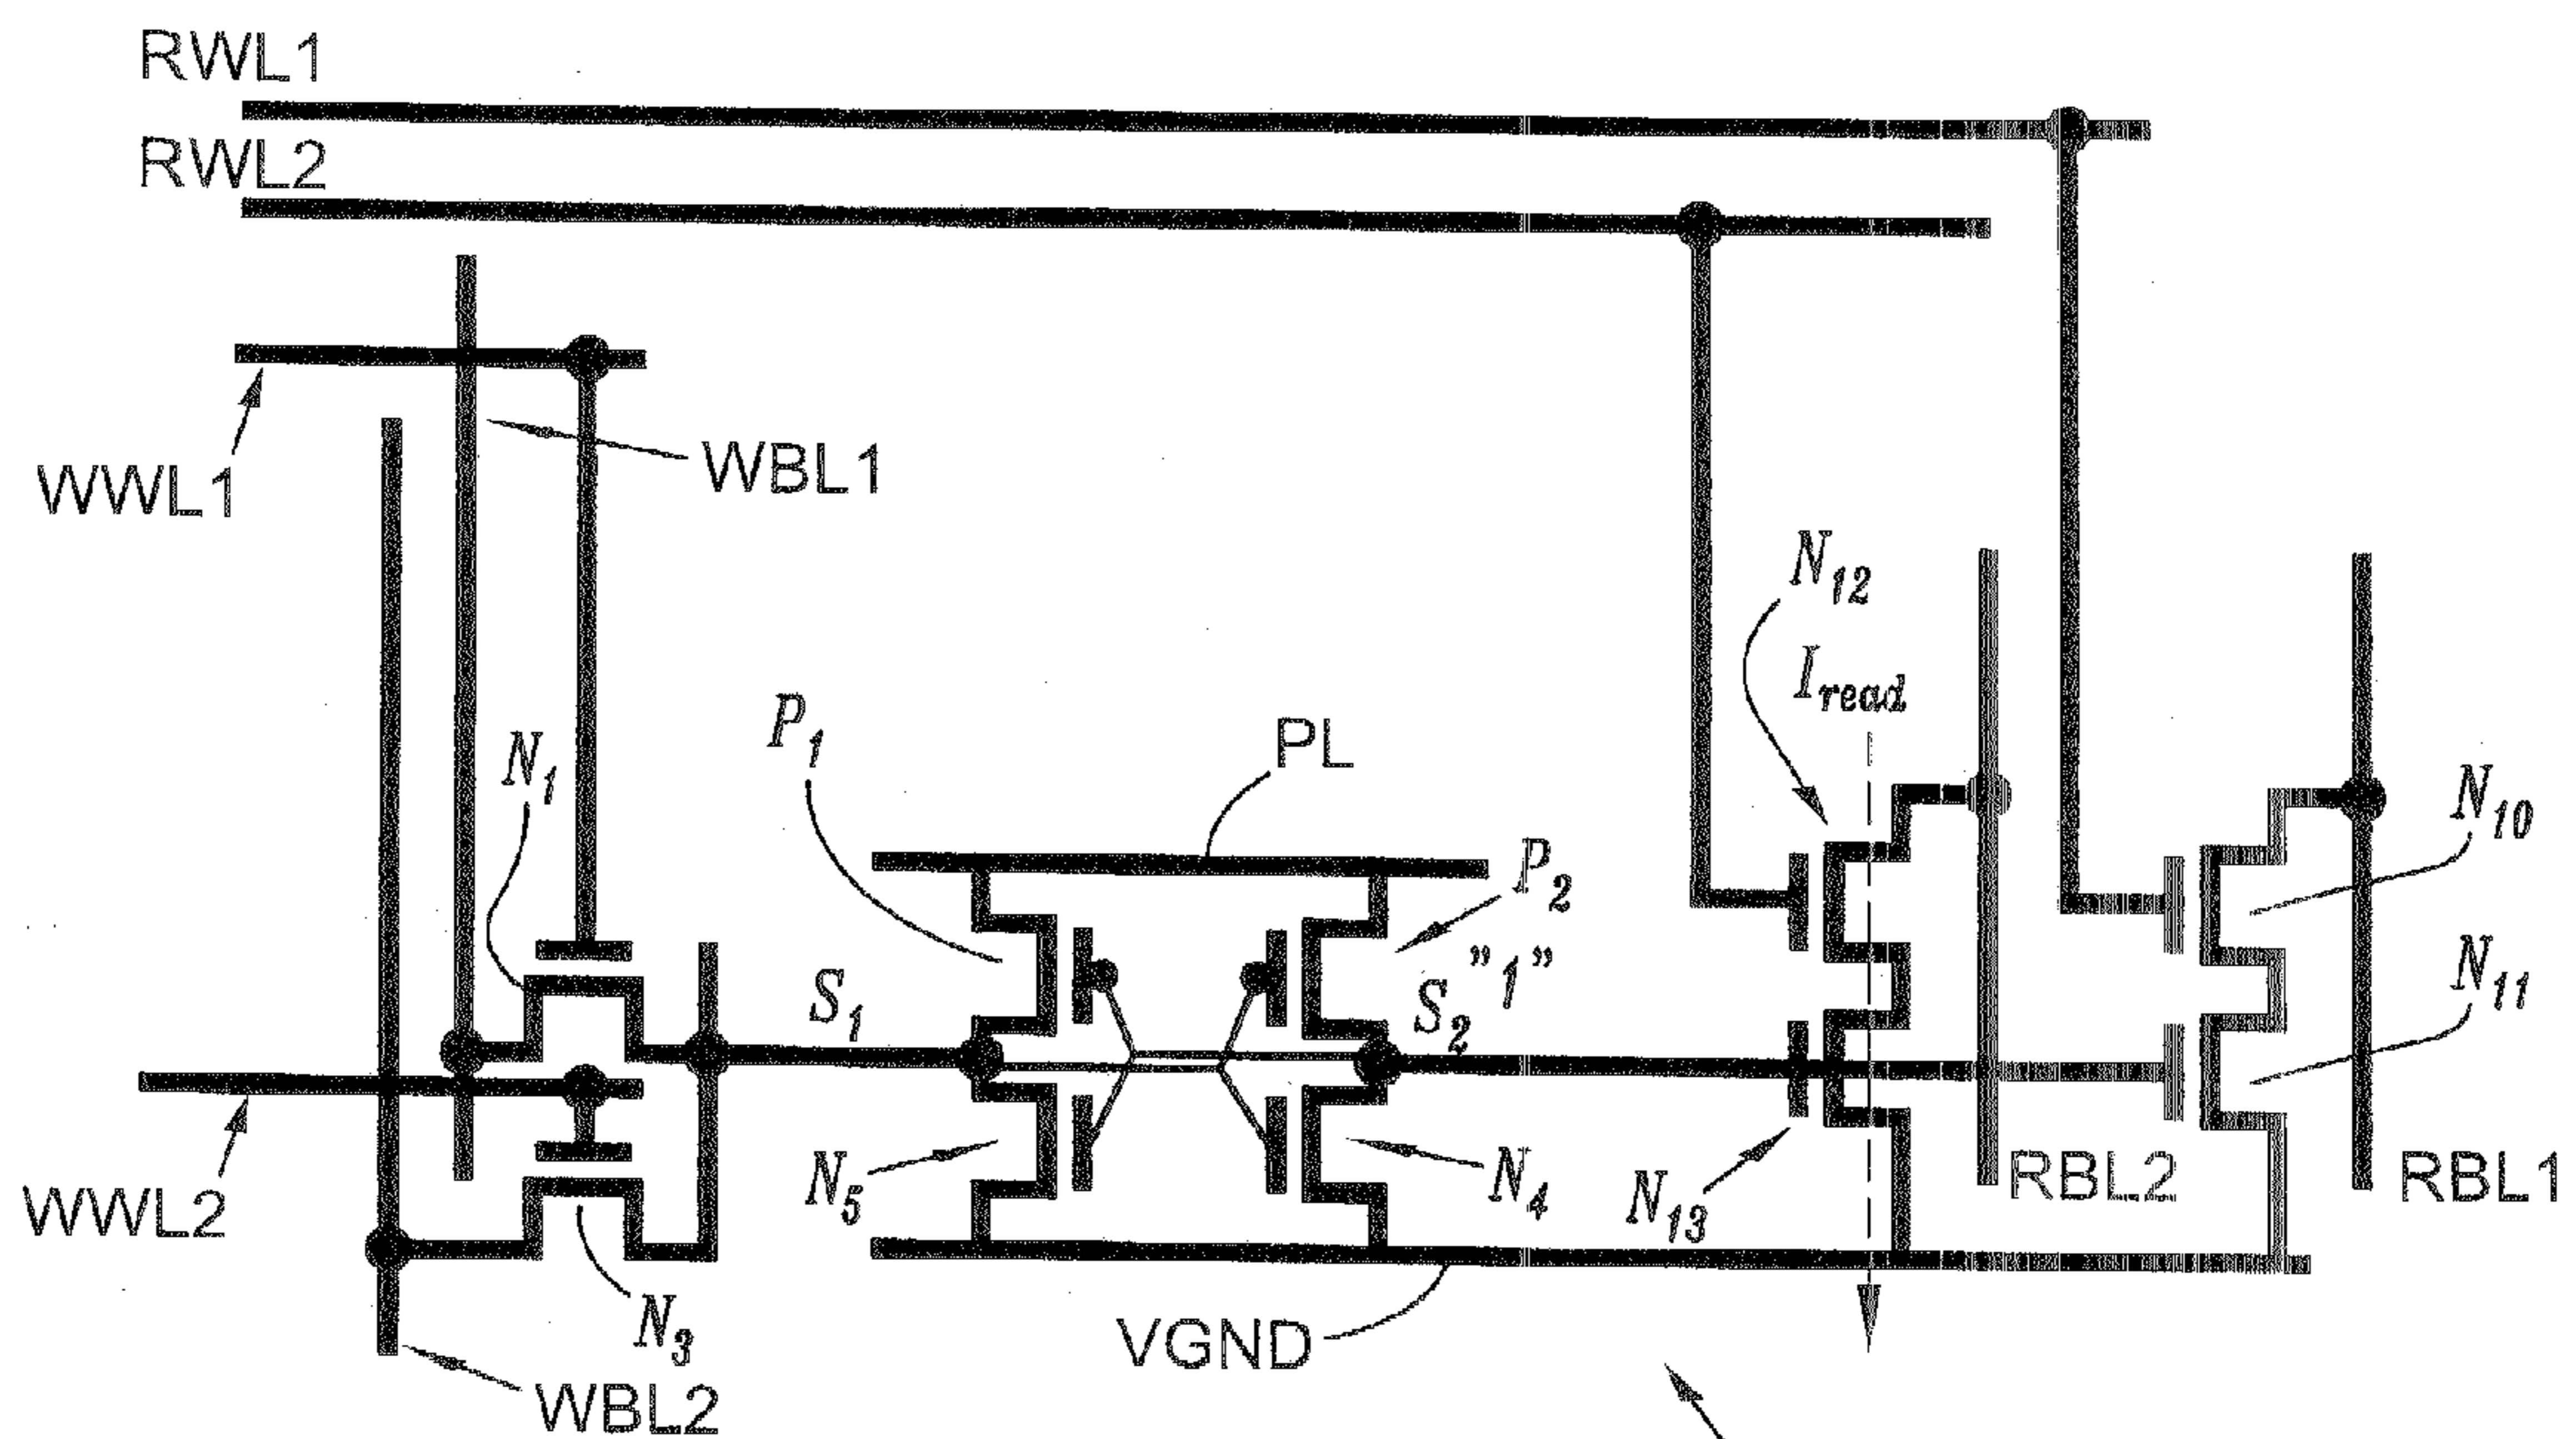 RWL1
RWL2
WWL1
WBL1
N12
Iread
P1
PL
N1
N10
P2
"1"
S1
S2
N11
N5
N4
N13
RBL2
RBL1
WWL2
N3
VGND
WBL2